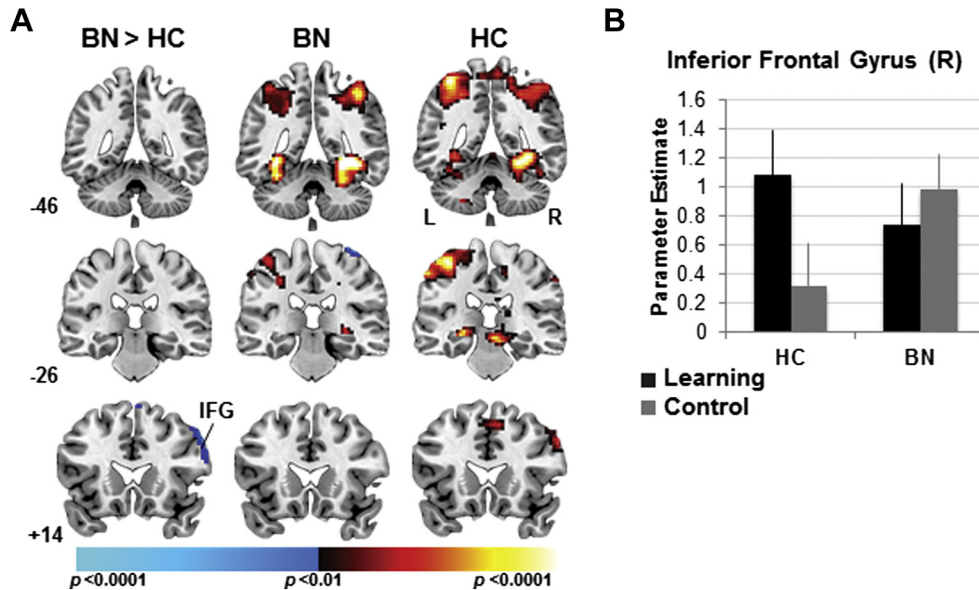 A
BN > HC
BN
HC
-46
L
R
-26
IFG
+14
p <0.0001
p <0.01
p <0.0001
B
Inferior Frontal Gyrus (R)
Parameter Estimate
1.6
1.4
1.2
1
0.8
0.6
0.4
0.2
0
HC
BN
Learning
Control